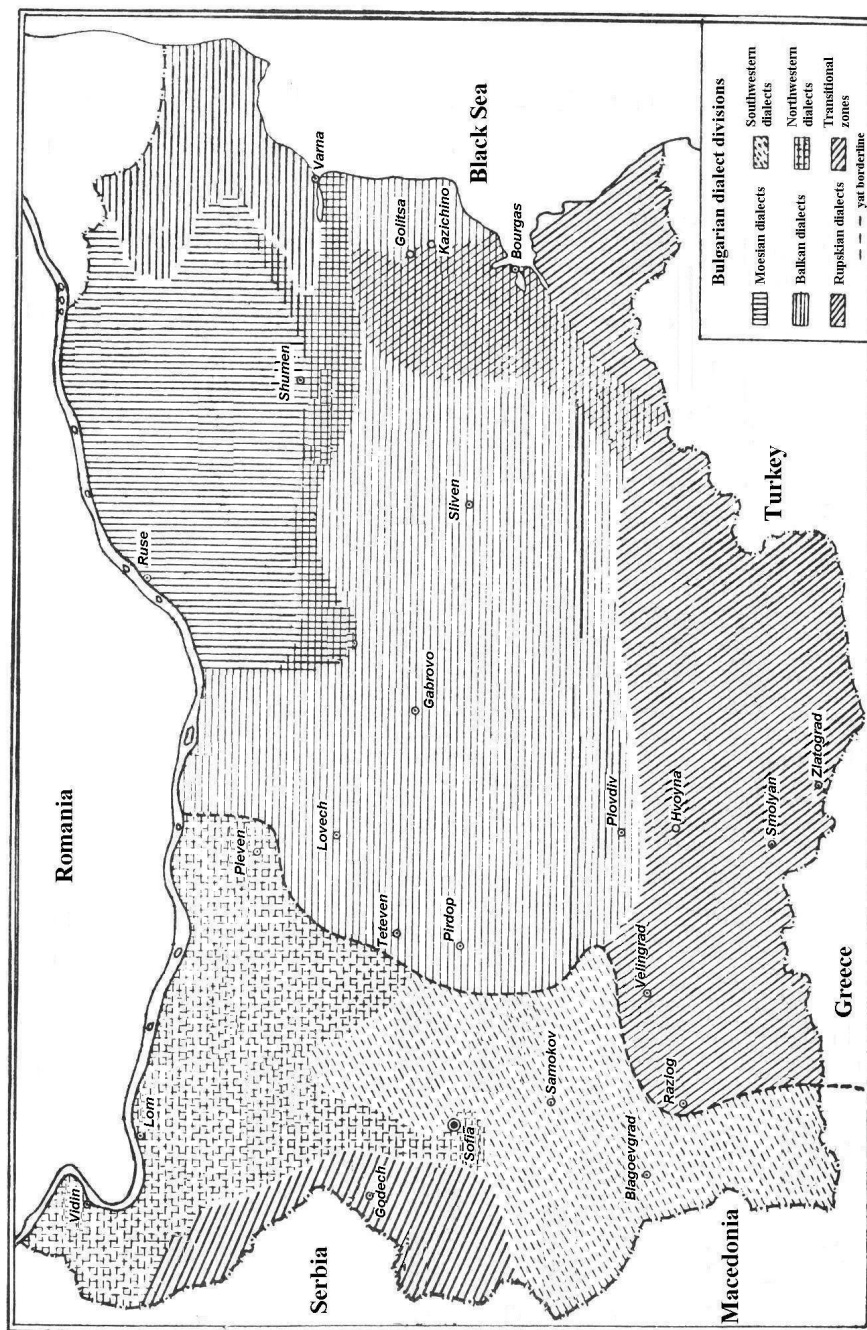 Romania
Serbia
Macedonia
Greece
Turkey
Black Sea
Vidin
Lom
Pleven
Ruse
Shumen
Varna
Godech
Sofia
Teteven
Lovech
Pirdop
Gabrovo
Sliven
Golitsa
Kazichino
Bourgas
Samokov
Blagoevgrad
Razlog
Velingrad
Plovdiv
Hvoyna
Smolyan
Zlatograd
Bulgarian dialect divisions
Moesian dialects
Southwestern
dialects
Balkan dialects
Northwestern
dialects
Rupskian dialects
Transitional
zones
yat borderline